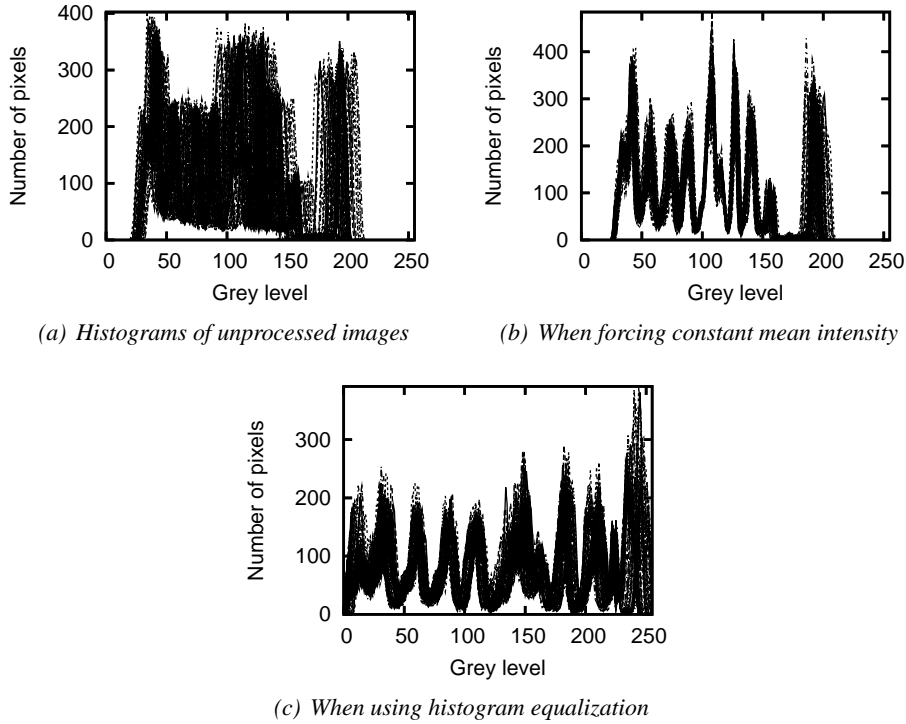 400
300
200
100
0
Number of pixels
0 50 100 150 200 250
Grey level
(a) Histograms of unprocessed images
400
300
200
100
0
Number of pixels
0 50 100 150 200 250
Grey level
(b) When forcing constant mean intensity
300
200
100
0
Number of pixels
0 50 100 150 200 250
Grey level
(c) When using histogram equalization